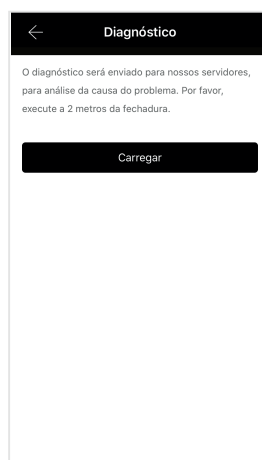 Diagnóstico
O diagnóstico será enviado para nossos servidores,
para análise da causa do problema. Por favor,
execute a 2 metros da fechadura.
Carregar